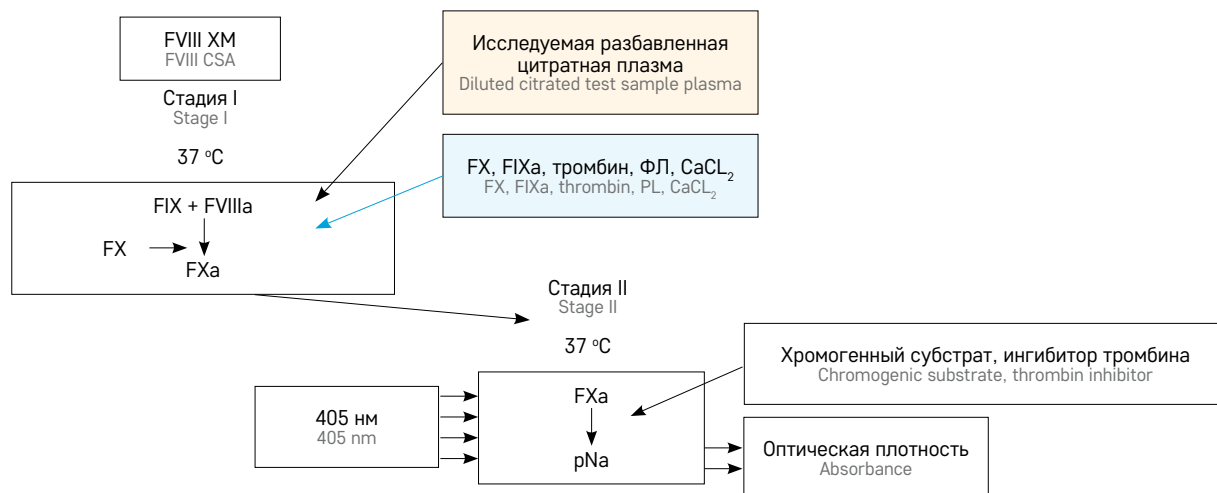 FVIII ХМ
FVIII CSA
Стадия I
Stage I
37 °C
Исследуемая разбавленная
цитратная плазма
Diluted citrated test sample plasma
FX, FIXa, тромбин, ФЛ, CaCL₂
FX, FIXa, thrombin, PL, CaCL₂
FIX + FVIIIa
FX
FXa
Стадия II
Stage II
37 °C
Хромогенный субстрат, ингибитор тромбина
Chromogenic substrate, thrombin inhibitor
405 нм
405 nm
FXa
pNa
Оптическая плотность
Absorbance